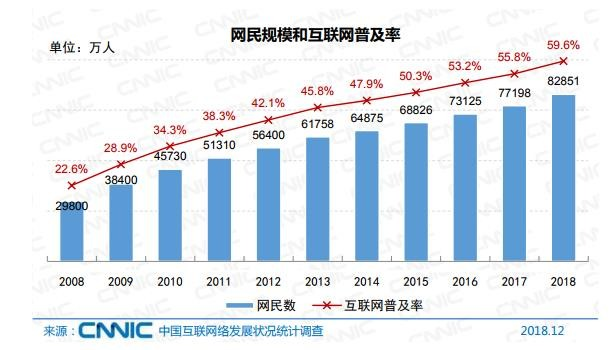 网民规模和互联网普及率
单位：万人
22.6% 28.9% 34.3% 38.3% 42.1% 45.8% 47.9% 50.3% 53.2% 55.8% 59.6%
29800 38400 45730 51310 56400 61758 64875 68826 73125 77198 82851
2008 2009 2010 2011 2012 2013 2014 2015 2016 2017 2018
网民数 互联网普及率
来源：CNNIC 中国互联网络发展状况统计调查 2018.12